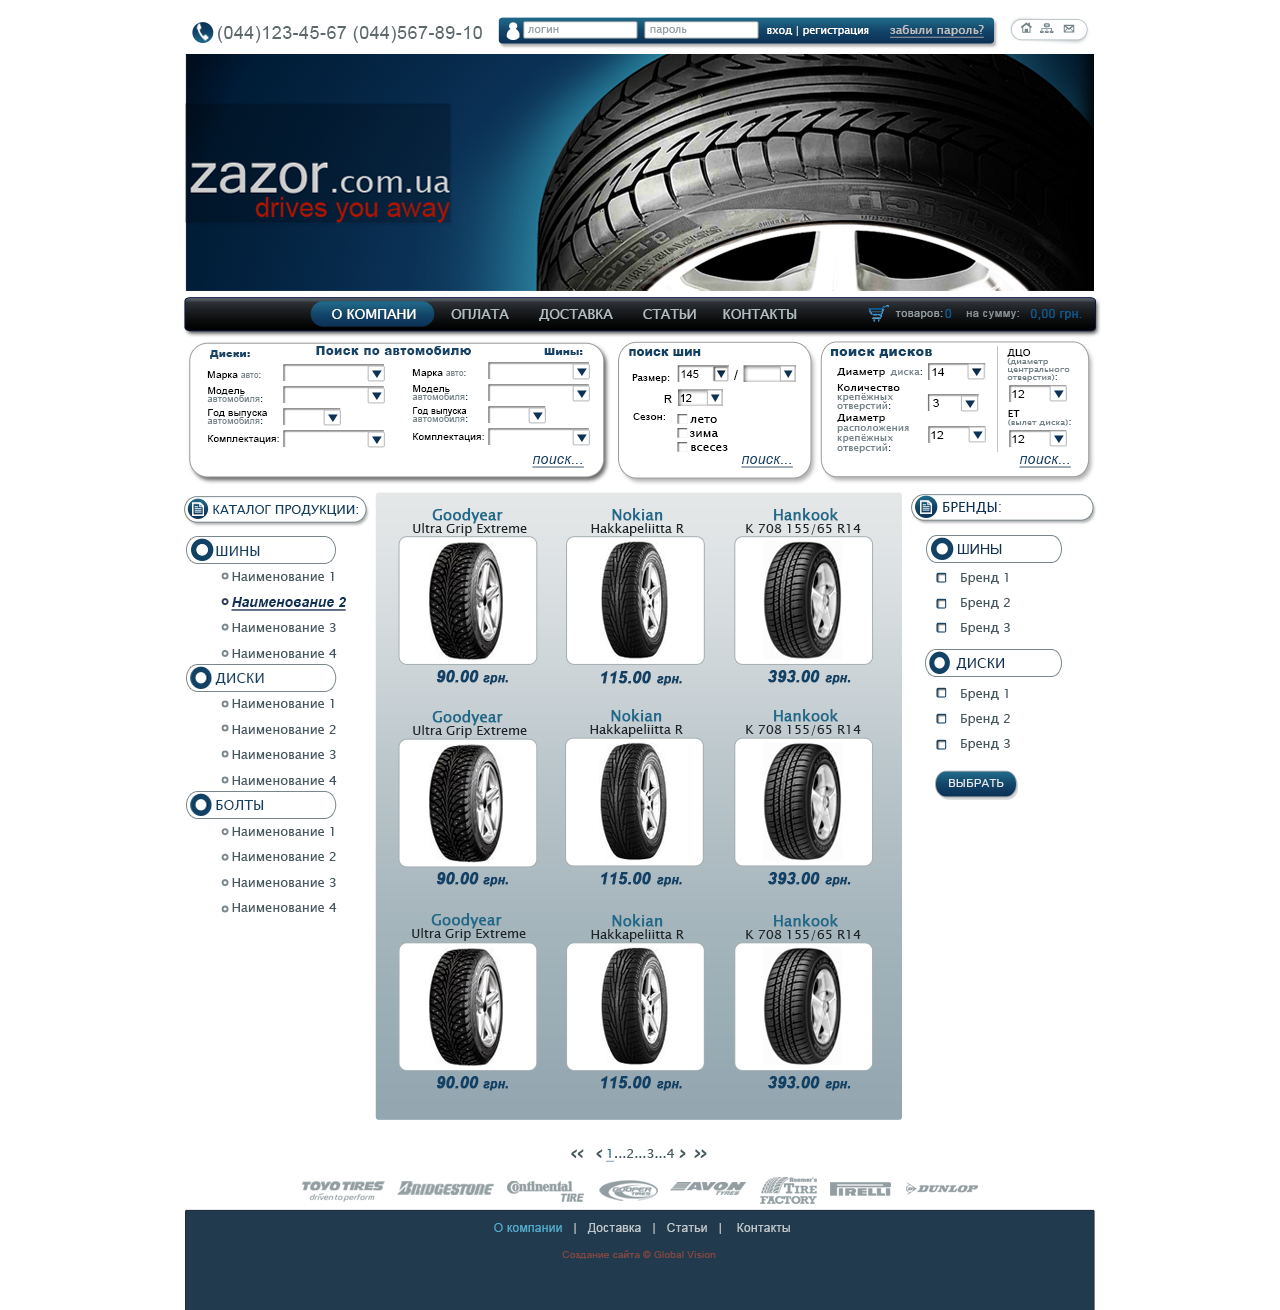 (044)123-45-67 (044)567-89-10
логин
пароль
вход | регистрация
забыли пароль?
zazor.com.ua
drives you away
О КОМПАНИ
ОПЛАТА
ДОСТАВКА
СТАТЬИ
КОНТАКТЫ
товаров:0
на сумму:
0,00 грн.
Диски:
Поиск по автомобилю
Шины:
Марка авто:
Модель
автомобиля:
Год выпуска
автомобиля:
Комплектация:
Марка авто:
Модель
автомобиля:
Год выпуска
автомобиля:
Комплектация:
поиск...
поиск шин
Размер:
145
/
R
12
Сезон:
лето
зима
всесез
поиск...
поиск дисков
Диаметр диска:
14
Количество
крепёжных
отверстий:
3
Диаметр
расположения
крепёжных
отверстий:
12
ДЦО
(диаметр
центрального
отверстия):
12
ET
(вылет диска):
12
поиск...
КАТАЛОГ ПРОДУКЦИИ:
ШИНЫ
Наименование 1
Наименование 2
Наименование 3
Наименование 4
ДИСКИ
Наименование 1
Наименование 2
Наименование 3
Наименование 4
БОЛТЫ
Наименование 1
Наименование 2
Наименование 3
Наименование 4
Goodyear
Ultra Grip Extreme
90.00 грн.
Nokian
Hakkapeliitta R
115.00 грн.
Hankook
K 708 155/65 R14
393.00 грн.
Goodyear
Ultra Grip Extreme
90.00 грн.
Nokian
Hakkapeliitta R
115.00 грн.
Hankook
K 708 155/65 R14
393.00 грн.
Goodyear
Ultra Grip Extreme
90.00 грн.
Nokian
Hakkapeliitta R
115.00 грн.
Hankook
K 708 155/65 R14
393.00 грн.
БРЕНДЫ:
ШИНЫ
Бренд 1
Бренд 2
Бренд 3
ДИСКИ
Бренд 1
Бренд 2
Бренд 3
ВЫБРАТЬ
<< < 1...2...3...4 > >>
TOYO TIRES
driven to perform
BRIDGESTONE
Continental
TIRE
COOPER
TIRES
AVON
TYRES
TIRE
FACTORY
PIRELLI
DUNLOP
О компании | Доставка | Статьи | Контакты
Создание сайта © Global Vision